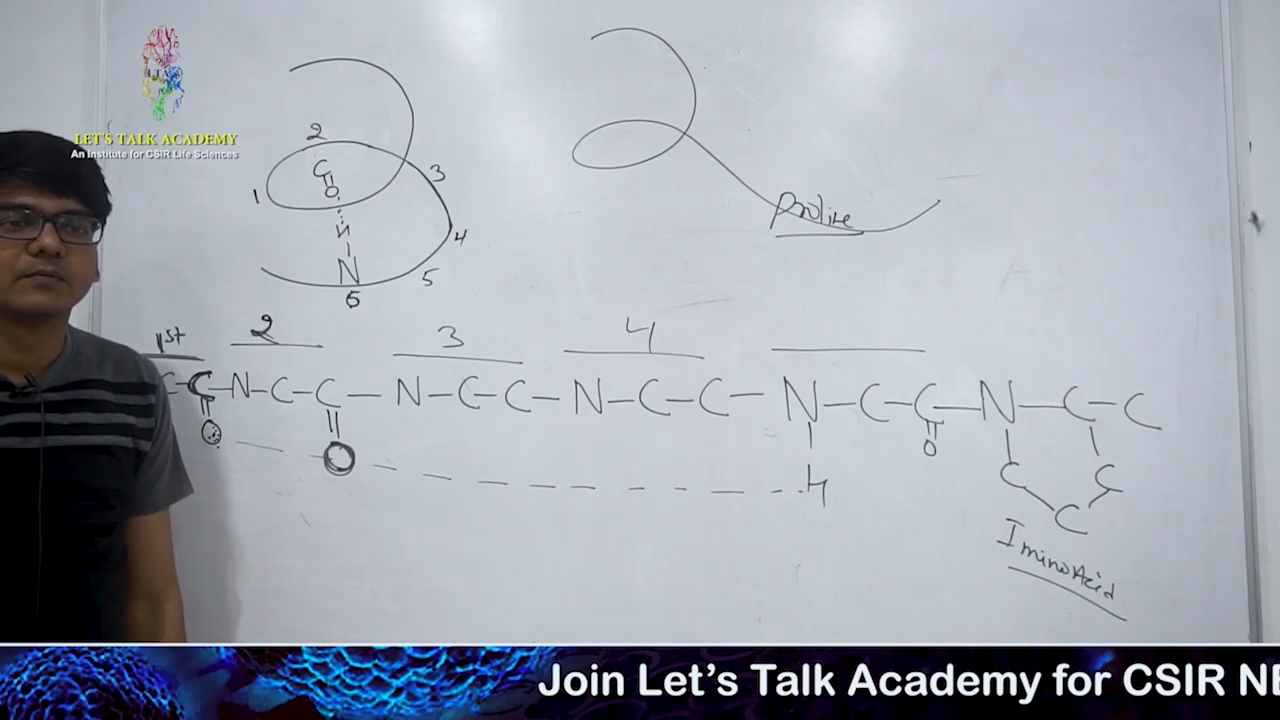 LTA
LET'S TALK ACADEMY
An Institute for CSIR Life Sciences
2
1
C
O
H
N
3
4
5
6
Proline
1st
2
3
4
C-C-N-C-C-N-C-C-N-C-C-N-C-C-N-C-C
O
O
H
O
C
C
C
Imino Acid
Join Let's Talk Academy for CSIR NE